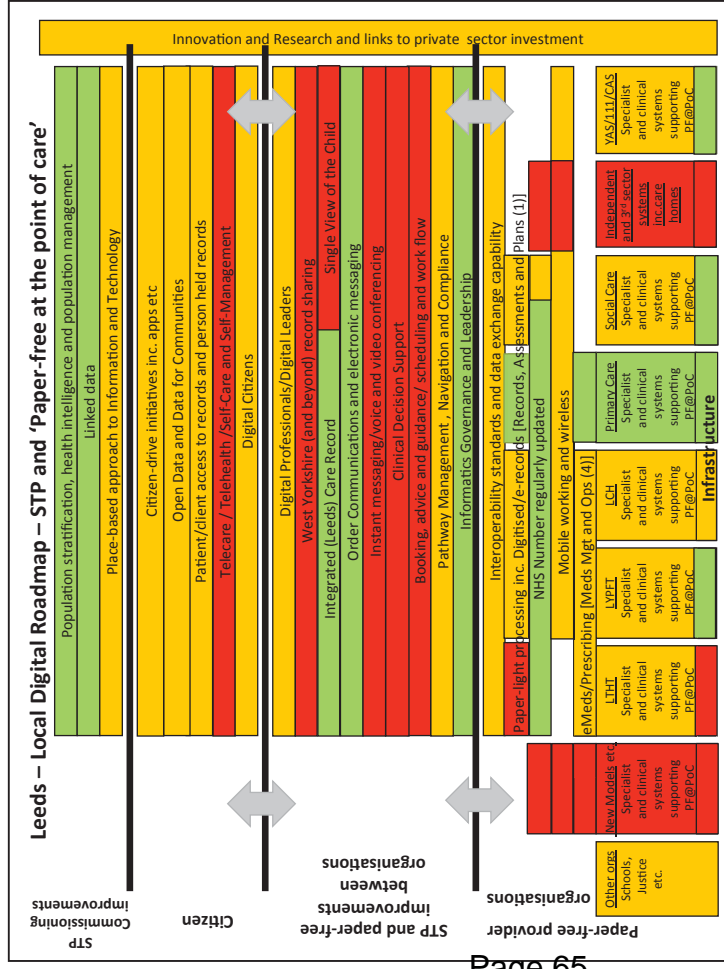 Leeds – Local Digital Roadmap – STP and 'Paper-free at the point of care'
Innovation and Research and links to private sector investment
STP
Commissioning
improvements
Population stratification, health intelligence and population management
Linked data
Place-based approach to Information and Technology
Citizen
Citizen-drive initiatives inc. apps etc
Open Data and Data for Communities
Patient/client access to records and person held records
Telecare / Telehealth /Self-Care and Self-Management
Digital Citizens
STP and paper-free
improvements
between
organisations
Digital Professionals/Digital Leaders
West Yorkshire (and beyond) record sharing
Integrated (Leeds) Care Record
Single View of the Child
Order Communications and electronic messaging
Instant messaging/voice and video conferencing
Clinical Decision Support
Booking, advice and guidance/ scheduling and work flow
Pathway Management , Navigation and Compliance
Informatics Governance and Leadership
Paper-free provider
organisations
Interoperability standards and data exchange capability
Paper-light processing inc. Digitised/e-records [Records, Assessments and Plans (1)]
NHS Number regularly updated
Mobile working and wireless
eMeds/Prescribing [Meds Mgt and Ops (4)]
Other orgs
Schools,
Justice
etc.
New Models etc
Specialist
and clinical
systems
supporting
PF@PoC
LTHT
Specialist
and clinical
systems
supporting
PF@PoC
LYPFT
Specialist
and clinical
systems
supporting
PF@PoC
LCH
Specialist
and clinical
systems
supporting
PF@PoC
Primary Care
Specialist
and clinical
systems
supporting
PF@PoC
Social Care
Specialist
and clinical
systems
supporting
PF@PoC
Independent
and 3rd sector
systems
inc.care
homes
YAS/111/CAS
Specialist
and clinical
systems
supporting
PF@PoC
Infrastructure
Page 65